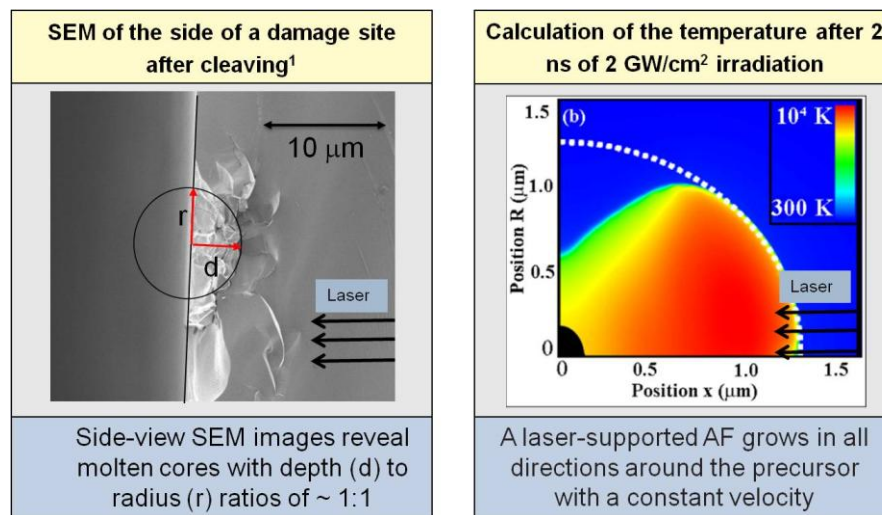 SEM of the side of a damage site
after cleaving¹
10 μm
r
d
Laser
Side-view SEM images reveal
molten cores with depth (d) to
radius (r) ratios of ~ 1:1
Calculation of the temperature after 2
ns of 2 GW/cm² irradiation
(b)
10⁴ K
300 K
1.5
1.0
0.5
0
Position R (μm)
Laser
0
0.5
1.0
1.5
Position x (μm)
A laser-supported AF grows in all
directions around the precursor
with a constant velocity